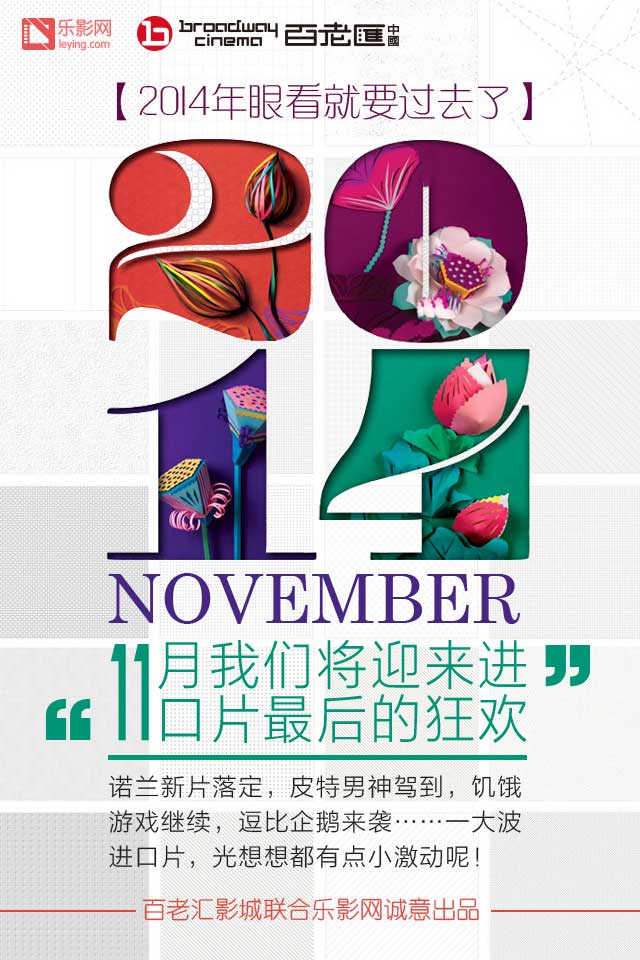 乐影网
leying.com
broadway
cinema
百老匯
中國
【2014年眼看就要过去了】
2014
NOVEMBER
“11月我们将迎来进
口片最后的狂欢”
诺兰新片落定，皮特男神驾到，饥饿
游戏继续，逗比企鹅来袭……一大波
进口片，光想想都有点小激动呢！
百老汇影城联合乐影网诚意出品